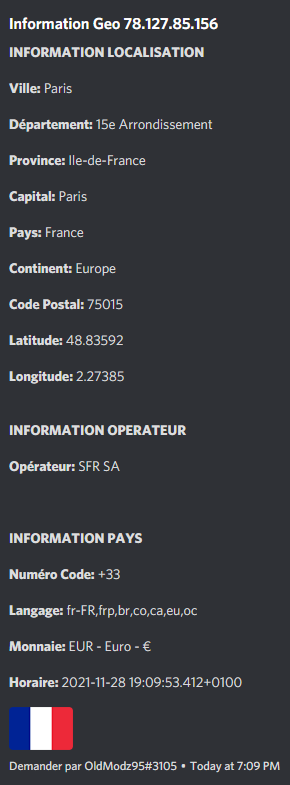 Information Geo 78.127.85.156
INFORMATION LOCALISATION
Ville: Paris
Département: 15e Arrondissement
Province: Ile-de-France
Capital: Paris
Pays: France
Continent: Europe
Code Postal: 75015
Latitude: 48.83592
Longitude: 2.27385
INFORMATION OPERATEUR
Opérateur: SFR SA
INFORMATION PAYS
Numéro Code: +33
Langage: fr-FR,frp,br,co,ca,eu,oc
Monnaie: EUR - Euro - €
Horaire: 2021-11-28 19:09:53.412+0100
Demander par OldModz95#3105 • Today at 7:09 PM